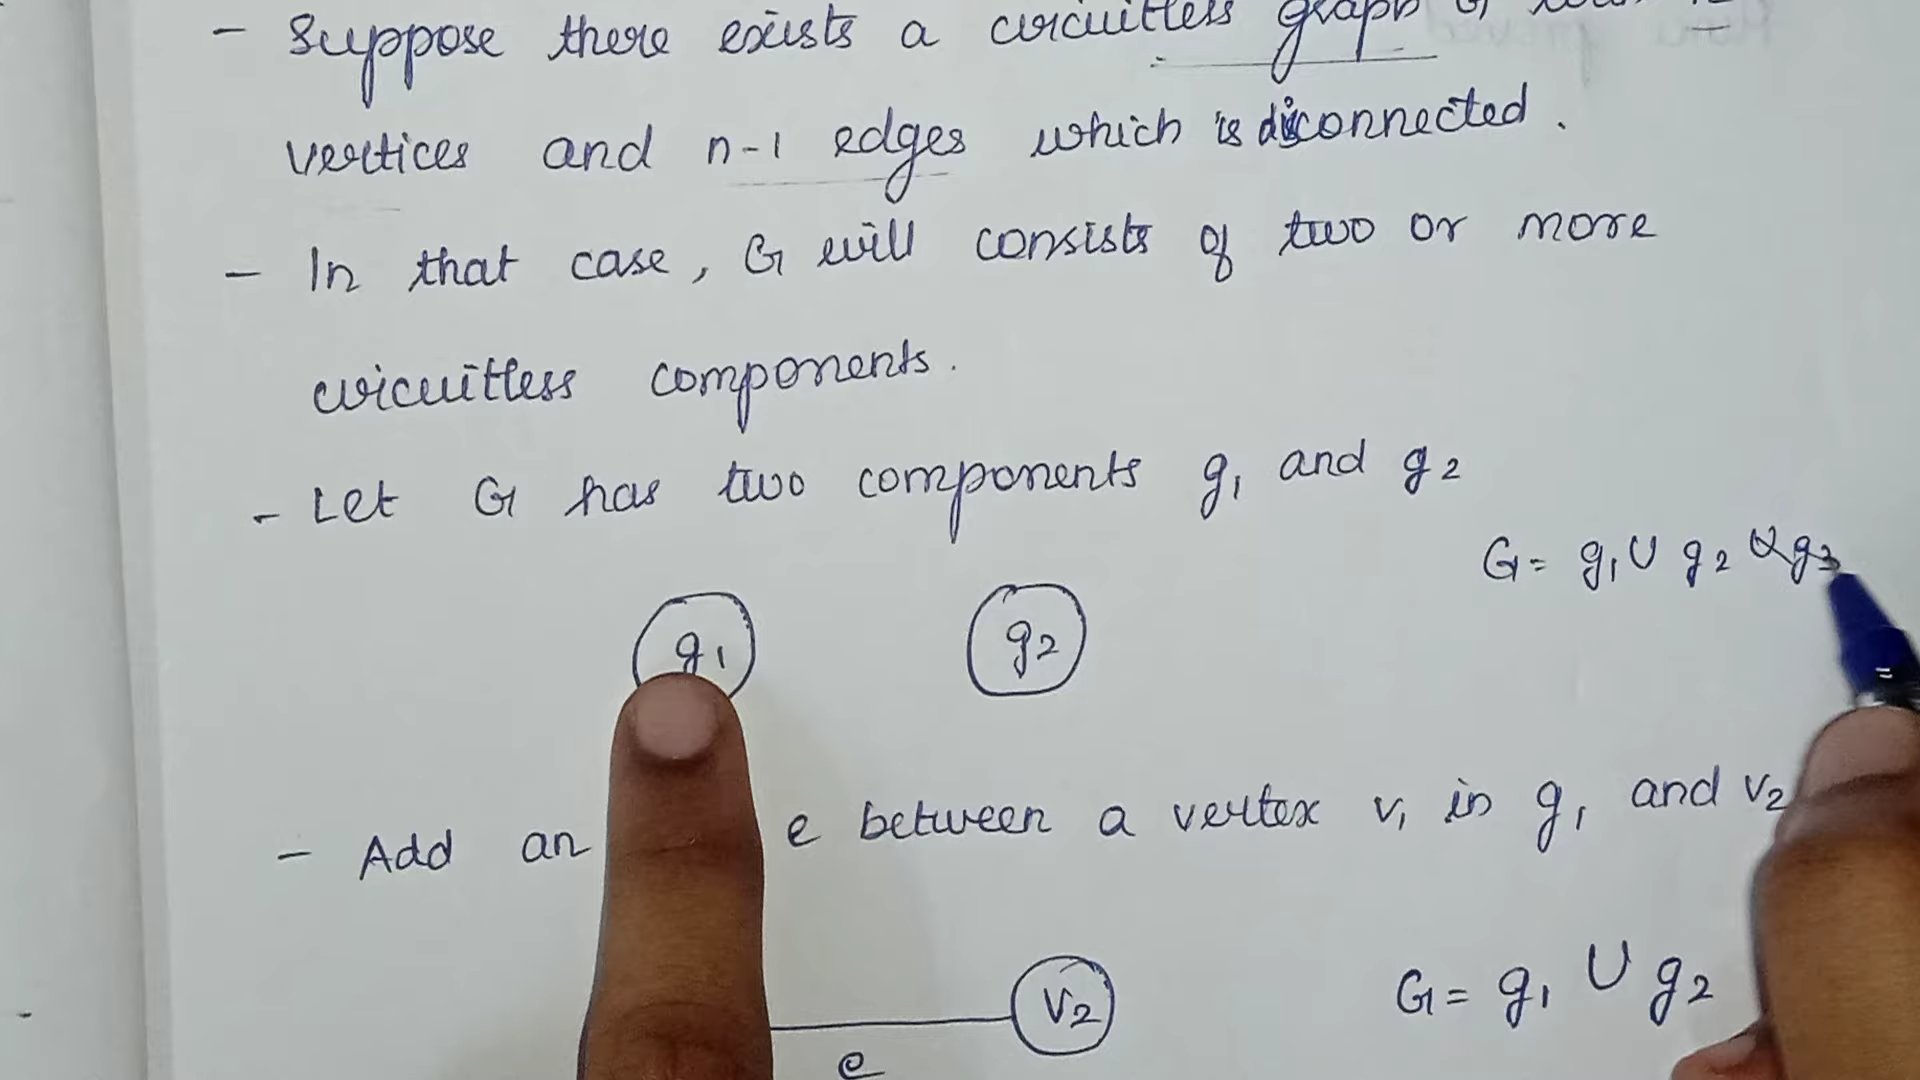 - Suppose there exists a circuitless graph G with n
vertices and n-1 edges which is disconnected.
- In that case, G will consists of two or more
circuitless components.
- Let G has two components g1 and g2
G = g1 ∪ g2 ∪ g3
g1 g2
- Add an e between a vertex v1 in g1 and v2
v2 G = g1 ∪ g2
e